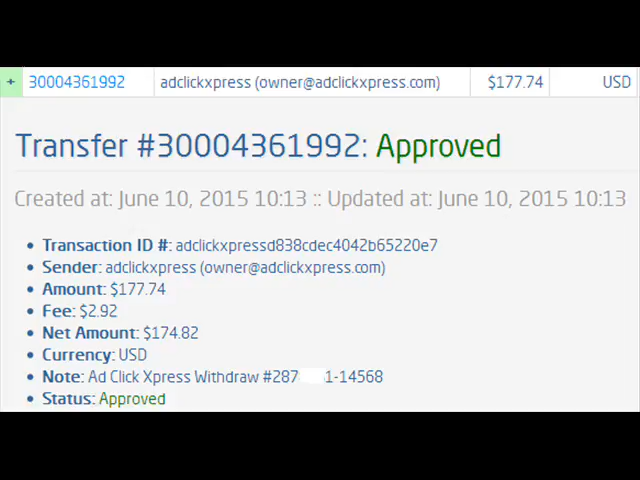 + 30004361992 adclickxpress (owner@adclickxpress.com) $177.74 USD
Transfer #30004361992: Approved
Created at: June 10, 2015 10:13 :: Updated at: June 10, 2015 10:13
• Transaction ID #: adclickxpressd838cdec4042b65220e7
• Sender: adclickxpress (owner@adclickxpress.com)
• Amount: $177.74
• Fee: $2.92
• Net Amount: $174.82
• Currency: USD
• Note: Ad Click Xpress Withdraw #287 1-14568
• Status: Approved